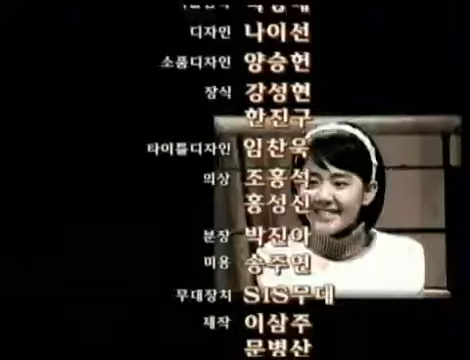 디자인 나이선
소품디자인 양승헌
장식 강성현
한진구
타이틀디자인 임찬욱
의상 조홍석
홍성신
분장 박진아
미용 송주연
무대장치 SIS무대
제작 이삼주
문병산